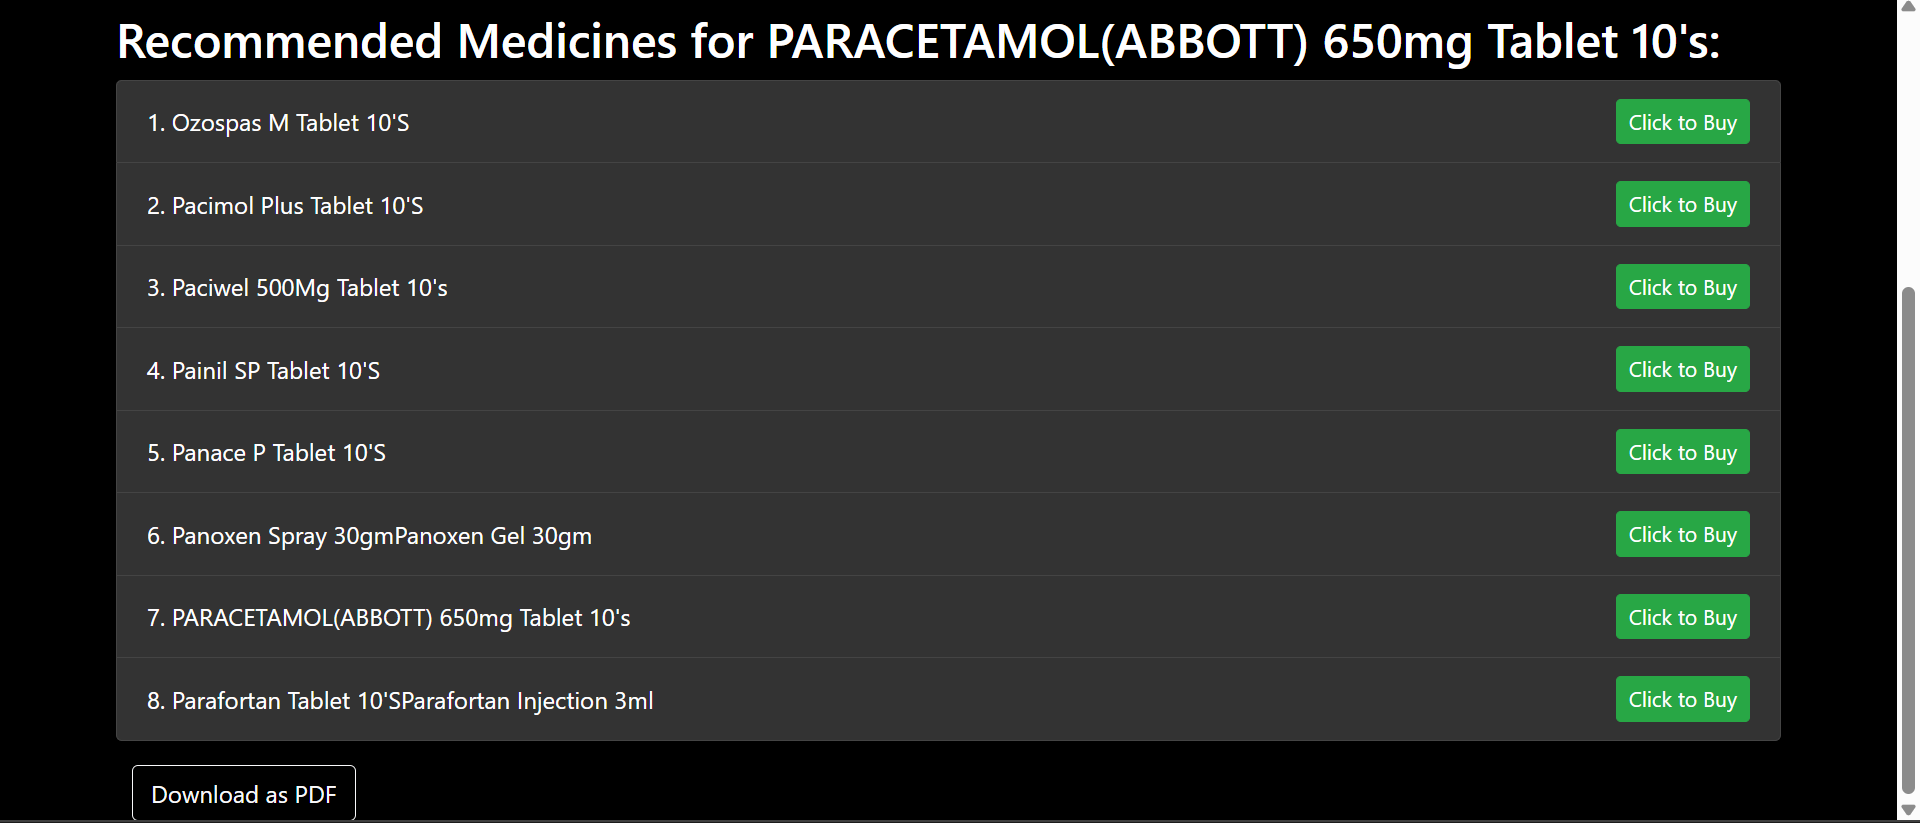 Recommended Medicines for PARACETAMOL(ABBOTT) 650mg Tablet 10's:
1. Ozospas M Tablet 10'S
Click to Buy
2. Pacimol Plus Tablet 10'S
Click to Buy
3. Paciwel 500Mg Tablet 10's
Click to Buy
4. Painil SP Tablet 10'S
Click to Buy
5. Panace P Tablet 10'S
Click to Buy
6. Panoxen Spray 30gmPanoxen Gel 30gm
Click to Buy
7. PARACETAMOL(ABBOTT) 650mg Tablet 10's
Click to Buy
8. Parafortan Tablet 10'SParafortan Injection 3ml
Click to Buy
Download as PDF